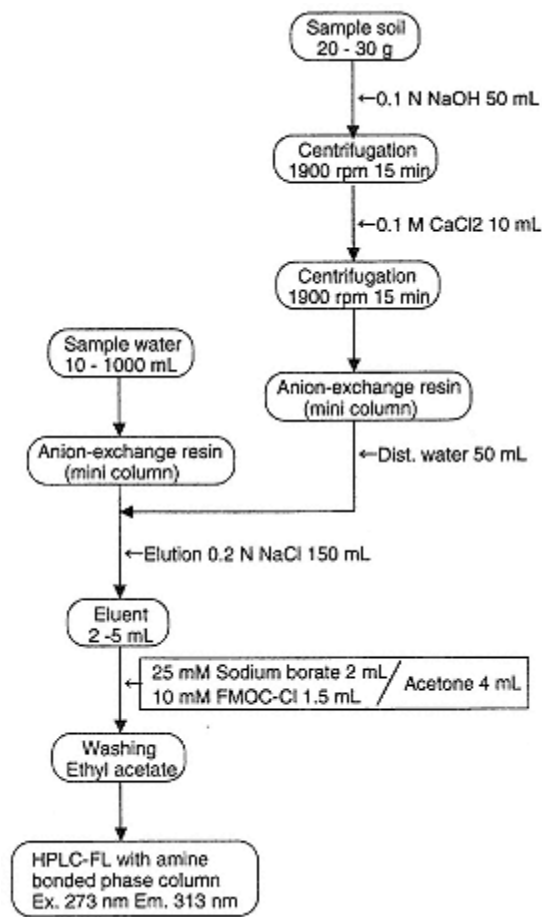 Sample soil
20 - 30 g
←0.1 N NaOH 50 mL
Centrifugation
1900 rpm 15 min
←0.1 M CaCl2 10 mL
Centrifugation
1900 rpm 15 min
Sample water
10 - 1000 mL
Anion-exchange resin
(mini column)
Anion-exchange resin
(mini column)
←Dist. water 50 mL
←Elution 0.2 N NaCl 150 mL
Eluent
2 -5 mL
25 mM Sodium borate 2 mL
10 mM FMOC-Cl 1.5 mL
/ Acetone 4 mL
Washing
Ethyl acetate
HPLC-FL with amine
bonded phase column
Ex. 273 nm Em. 313 nm